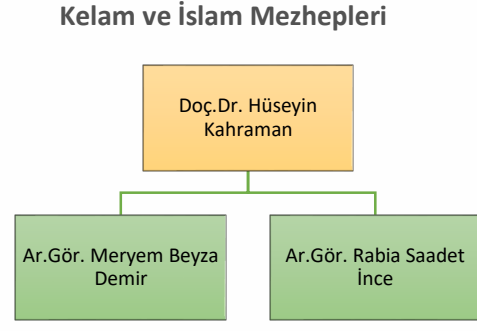 Kelam ve İslam Mezhepleri
Doç.Dr. Hüseyin
Kahraman
Ar.Gör. Meryem Beyza
Demir
Ar.Gör. Rabia Saadet
İnce